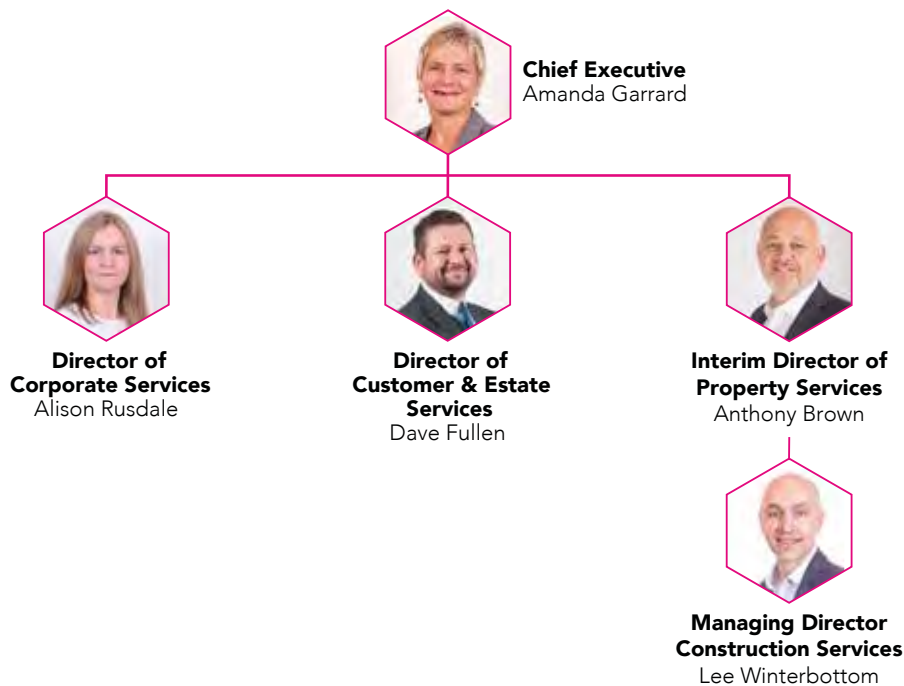 Chief Executive
Amanda Garrard
Director of
Corporate Services
Alison Rusdale
Director of
Customer & Estate
Services
Dave Fullen
Interim Director of
Property Services
Anthony Brown
Managing Director
Construction Services
Lee Winterbottom